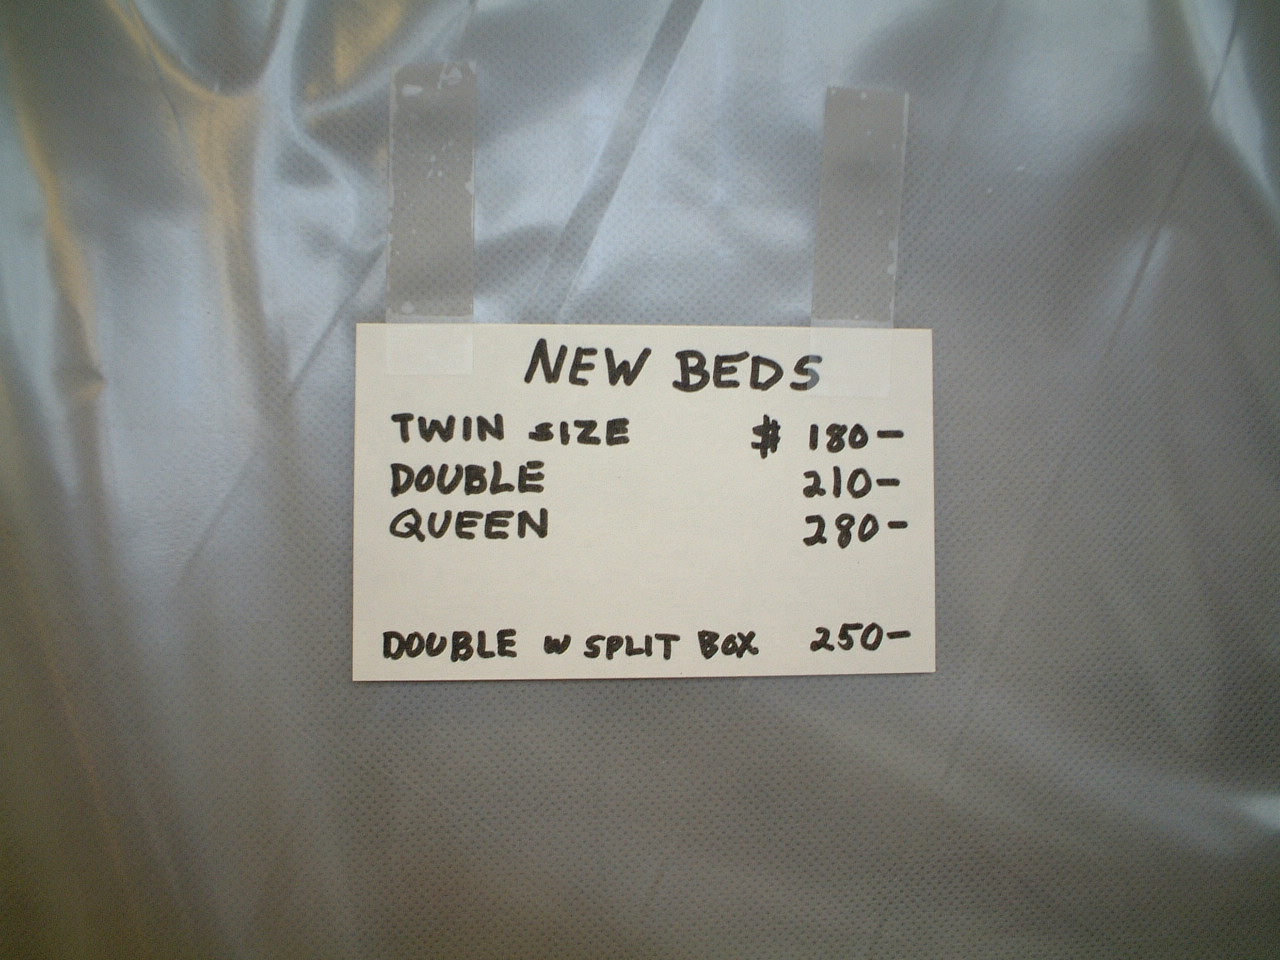 NEW BEDS
TWIN SIZE $ 180-
DOUBLE 210-
QUEEN 280-
DOUBLE W SPLIT BOX 250-